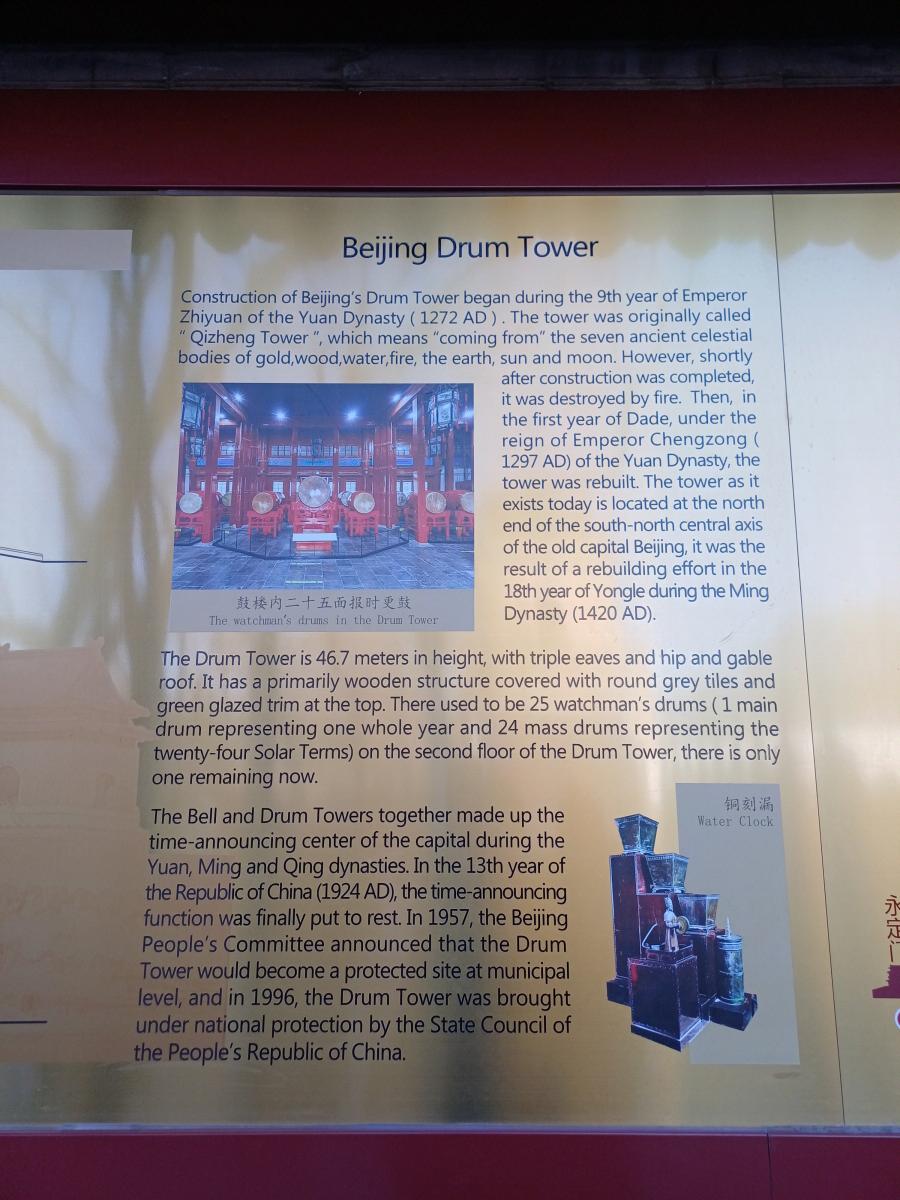 Beijing Drum Tower
Construction of Beijing's Drum Tower began during the 9th year of Emperor
Zhiyuan of the Yuan Dynasty ( 1272 AD ) . The tower was originally called
" Qizheng Tower ", which means "coming from" the seven ancient celestial
bodies of gold,wood,water,fire, the earth, sun and moon. However, shortly
after construction was completed,
it was destroyed by fire. Then, in
the first year of Dade, under the
reign of Emperor Chengzong (
1297 AD) of the Yuan Dynasty, the
tower was rebuilt. The tower as it
exists today is located at the north
end of the south-north central axis
of the old capital Beijing, it was the
result of a rebuilding effort in the
18th year of Yongle during the Ming
Dynasty (1420 AD).
鼓楼内二十五面报时更鼓
The watchman's drums in the Drum Tower
The Drum Tower is 46.7 meters in height, with triple eaves and hip and gable
roof. It has a primarily wooden structure covered with round grey tiles and
green glazed trim at the top. There used to be 25 watchman's drums ( 1 main
drum representing one whole year and 24 mass drums representing the
twenty-four Solar Terms) on the second floor of the Drum Tower, there is only
one remaining now.
The Bell and Drum Towers together made up the
time-announcing center of the capital during the
Yuan, Ming and Qing dynasties. In the 13th year of
the Republic of China (1924 AD), the time-announcing
function was finally put to rest. In 1957, the Beijing
People's Committee announced that the Drum
Tower would become a protected site at municipal
level, and in 1996, the Drum Tower was brought
under national protection by the State Council of
the People's Republic of China.
铜刻漏
Water Clock
永定门